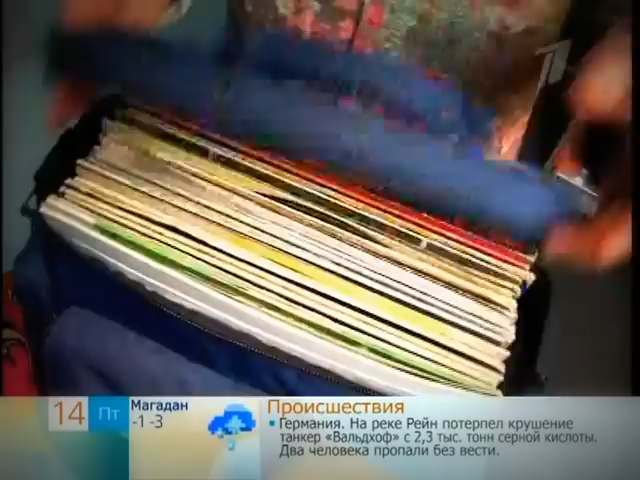 1
14 Пт
Магадан
-1 -3
Происшествия
Германия. На реке Рейн потерпел крушение
танкер «Вальдхоф» с 2,3 тыс. тонн серной кислоты.
Два человека пропали без вести.